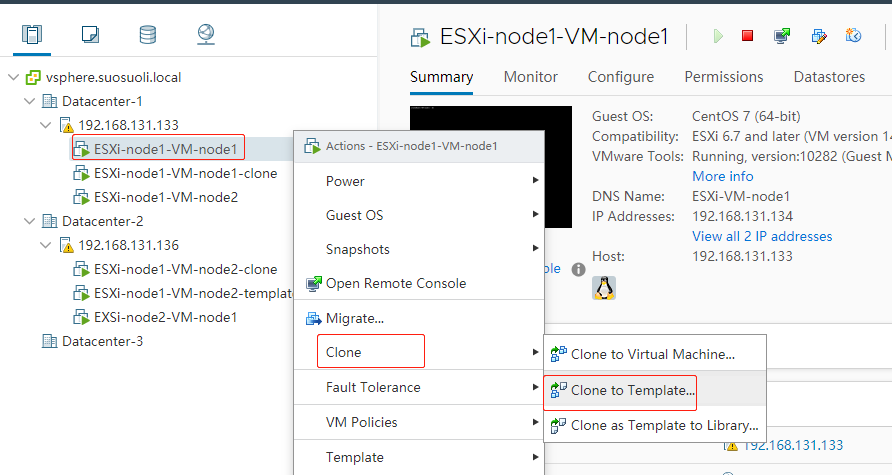 vsphere.suosuoli.local
Datacenter-1
192.168.131.133
ESXi-node1-VM-node1
ESXi-node1-VM-node1-clone
ESXi-node1-VM-node2
Datacenter-2
192.168.131.136
ESXi-node1-VM-node2-clone
ESXi-node1-VM-node2-templat
EXSi-node2-VM-node1
Datacenter-3
Actions - ESXi-node1-VM-node1
Power
Guest OS
Snapshots
Open Remote Console
Migrate...
Clone
Fault Tolerance
VM Policies
Template
Clone to Virtual Machine...
Clone to Template...
Clone as Template to Library...
ESXi-node1-VM-node1
Summary Monitor Configure Permissions Datastores
Guest OS: CentOS 7 (64-bit)
Compatibility: ESXi 6.7 and later (VM version 14
VMware Tools: Running, version:10282 (Guest M
More info
DNS Name: ESXi-VM-node1
IP Addresses: 192.168.131.134
View all 2 IP addresses
Host: 192.168.131.133
192.168.131.133